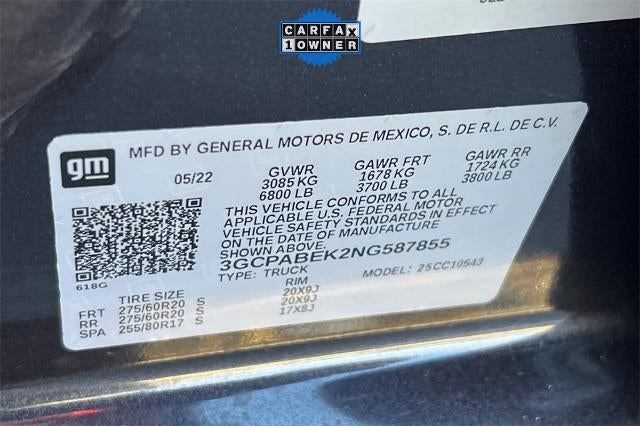 CARFAX
1 OWNER
gm
MFD BY GENERAL MOTORS DE MEXICO, S. DE R.L. DE C.V.
05/22 GVWR GAWR FRT GAWR RR
3085 KG 1678 KG 1724 KG
6800 LB 3700 LB 3800 LB
THIS VEHICLE CONFORMS TO ALL
APPLICABLE U.S. FEDERAL MOTOR
VEHICLE SAFETY STANDARDS IN EFFECT
ON THE DATE OF MANUFACTURE
SHOWN ABOVE.
3GCPABEK2NG587855
618G TYPE: TRUCK MODEL: 25CC10543
TIRE SIZE RIM
FRT 275/60R20 S 20X9J
RR 275/60R20 S 20X9J
SPA 255/80R17 S 17X8J